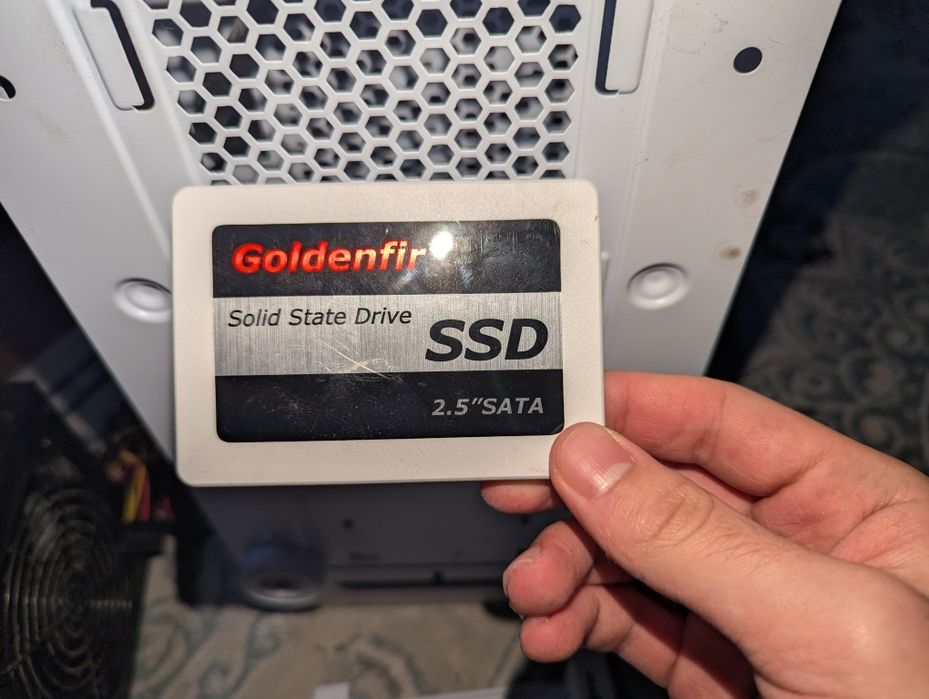 Goldenfir
Solid State Drive
SSD
2.5"SATA